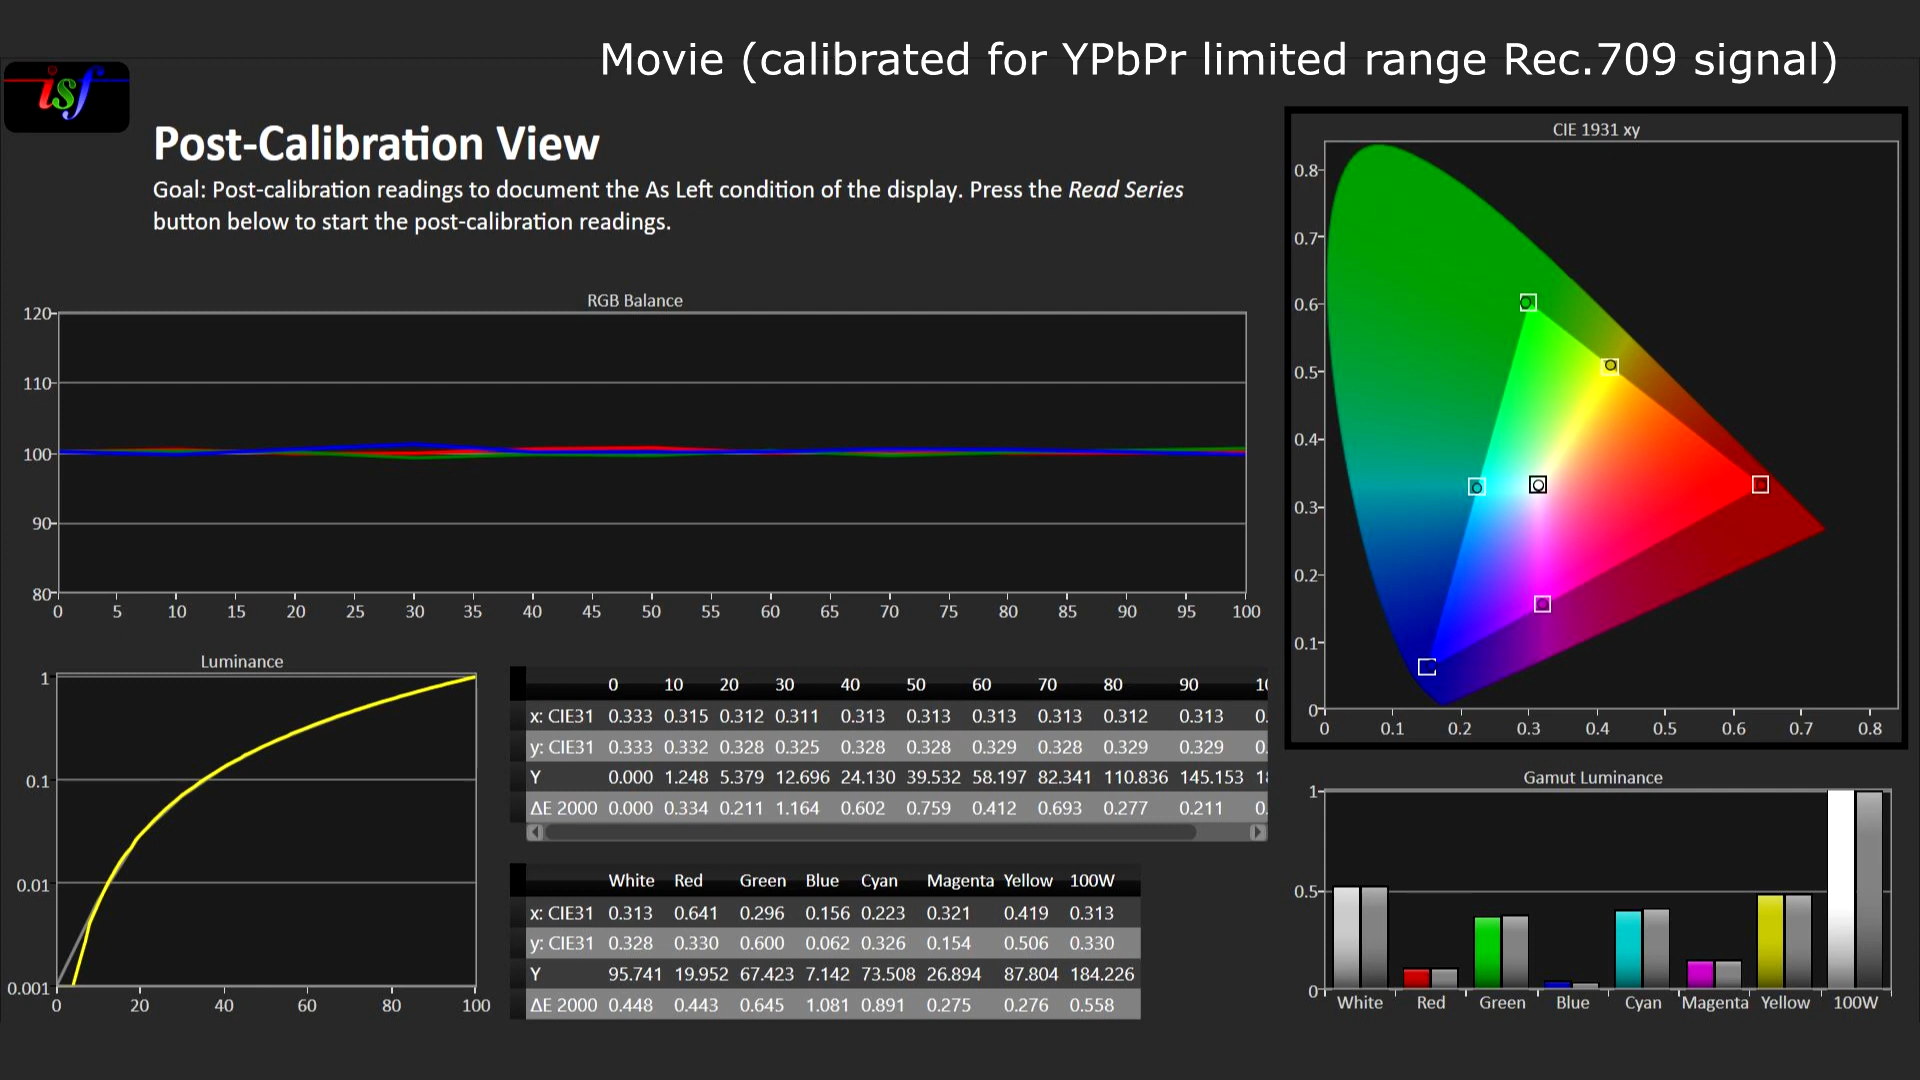 Movie (calibrated for YPbPr limited range Rec.709 signal)
isf
Post-Calibration View
Goal: Post-calibration readings to document the As Left condition of the display. Press the Read Series
button below to start the post-calibration readings.
RGB Balance
120
110
100
90
80
0 5 10 15 20 25 30 35 40 45 50 55 60 65 70 75 80 85 90 95 100
CIE 1931 xy
0.8
0.7
0.6
0.5
0.4
0.3
0.2
0.1
0
0 0.1 0.2 0.3 0.4 0.5 0.6 0.7 0.8
Luminance
1
0.1
0.01
0.001
0 20 40 60 80 100
0 10 20 30 40 50 60 70 80 90 10
x: CIE31 0.333 0.315 0.312 0.311 0.313 0.313 0.313 0.313 0.312 0.313 0.
y: CIE31 0.333 0.332 0.328 0.325 0.328 0.328 0.329 0.328 0.329 0.329 0.
Y 0.000 1.248 5.379 12.696 24.130 39.532 58.197 82.341 110.836 145.153 18
ΔE 2000 0.000 0.334 0.211 1.164 0.602 0.759 0.412 0.693 0.277 0.211 0.
White Red Green Blue Cyan Magenta Yellow 100W
x: CIE31 0.313 0.641 0.296 0.156 0.223 0.321 0.419 0.313
y: CIE31 0.328 0.330 0.600 0.062 0.326 0.154 0.506 0.330
Y 95.741 19.952 67.423 7.142 73.508 26.894 87.804 184.226
ΔE 2000 0.448 0.443 0.645 1.081 0.891 0.275 0.276 0.558
Gamut Luminance
1
0.5
0
White Red Green Blue Cyan Magenta Yellow 100W